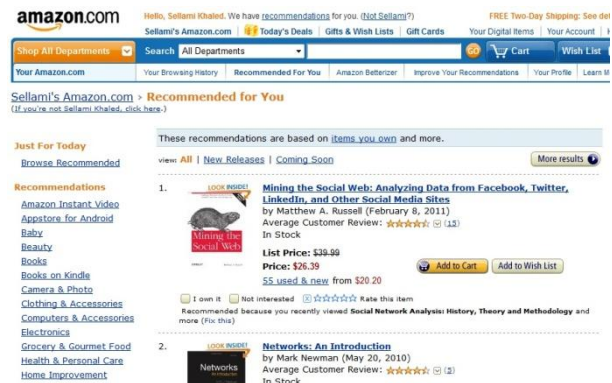 amazon.com
Hello, Sellami Khaled. We have recommendations for you. (Not Sellami?)
FREE Two-Day Shipping: See det
Sellami's Amazon.com | Today's Deals | Gifts & Wish Lists | Gift Cards
Your Digital Items | Your Account | H
Shop All Departments
Search All Departments
GO
Cart
Wish List
Your Amazon.com
Your Browsing History | Recommended For You | Amazon Betterizer | Improve Your Recommendations | Your Profile | Learn M
Sellami's Amazon.com > Recommended for You
(If you're not Sellami Khaled, click here.)
Just For Today
Browse Recommended
Recommendations
Amazon Instant Video
Appstore for Android
Baby
Beauty
Books
Books on Kindle
Camera & Photo
Clothing & Accessories
Computers & Accessories
Electronics
Grocery & Gourmet Food
Health & Personal Care
Home Improvement
These recommendations are based on items you own and more.
view: All | New Releases | Coming Soon
More results
1.
LOOK INSIDE!
Mining the Social Web
Mining the Social Web: Analyzing Data from Facebook, Twitter,
LinkedIn, and Other Social Media Sites
by Matthew A. Russell (February 8, 2011)
Average Customer Review: (15)
In Stock
List Price: $39.99
Price: $26.39
55 used & new from $20.20
Add to Cart
Add to Wish List
I own it Not interested Rate this item
Recommended because you recently viewed Social Network Analysis: History, Theory and Methodology and
more (Fix this)
2.
LOOK INSIDE!
Networks
Networks: An Introduction
by Mark Newman (May 20, 2010)
Average Customer Review: (5)
In Stock